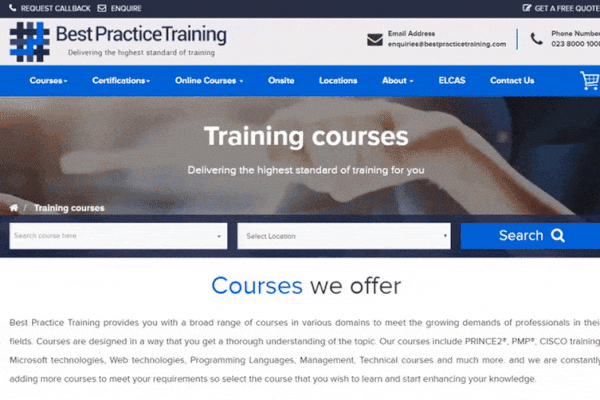 REQUEST CALLBACK ENQUIRE GET A FREE QUOTE
BestPracticeTraining
Delivering the highest standard of training
Email Address
enquiries@bestpracticetraining.com
Phone Number
023 8000 1008
Courses Certifications Online Courses Onsite Locations About ELCAS Contact Us
Training courses
Delivering the highest standard of training for you
/ Training courses
Search course here Select Location Search
Courses we offer
Best Practice Training provides you with a broad range of courses in various domains to meet the growing demands of professionals in thei
fields. Courses are designed in a way that you get a thorough understanding of the topic. Our courses include PRINCE2®, PMP®, CISCO training
Microsoft technologies, Web technologies, Programming Languages, Management, Technical courses and much more. and we are constantly
adding more courses to meet your requirements so select the course that you wish to learn and start enhancing your knowledge.